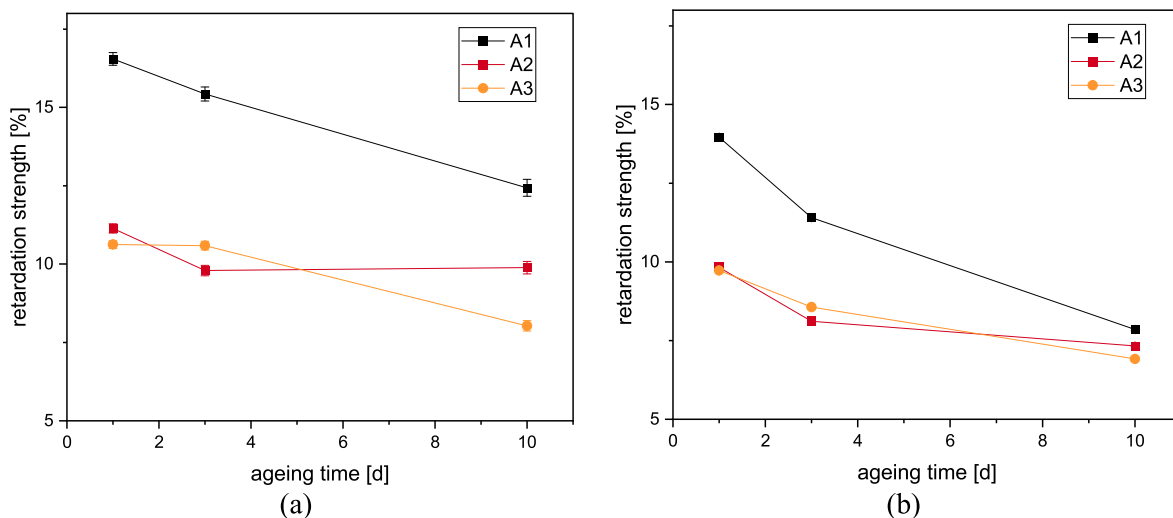 A1
A2
A3
15
10
5
retardation strength [%]
0
2
4
6
8
10
ageing time [d]
(a)
A1
A2
A3
15
10
5
retardation strength [%]
0
2
4
6
8
10
ageing time [d]
(b)